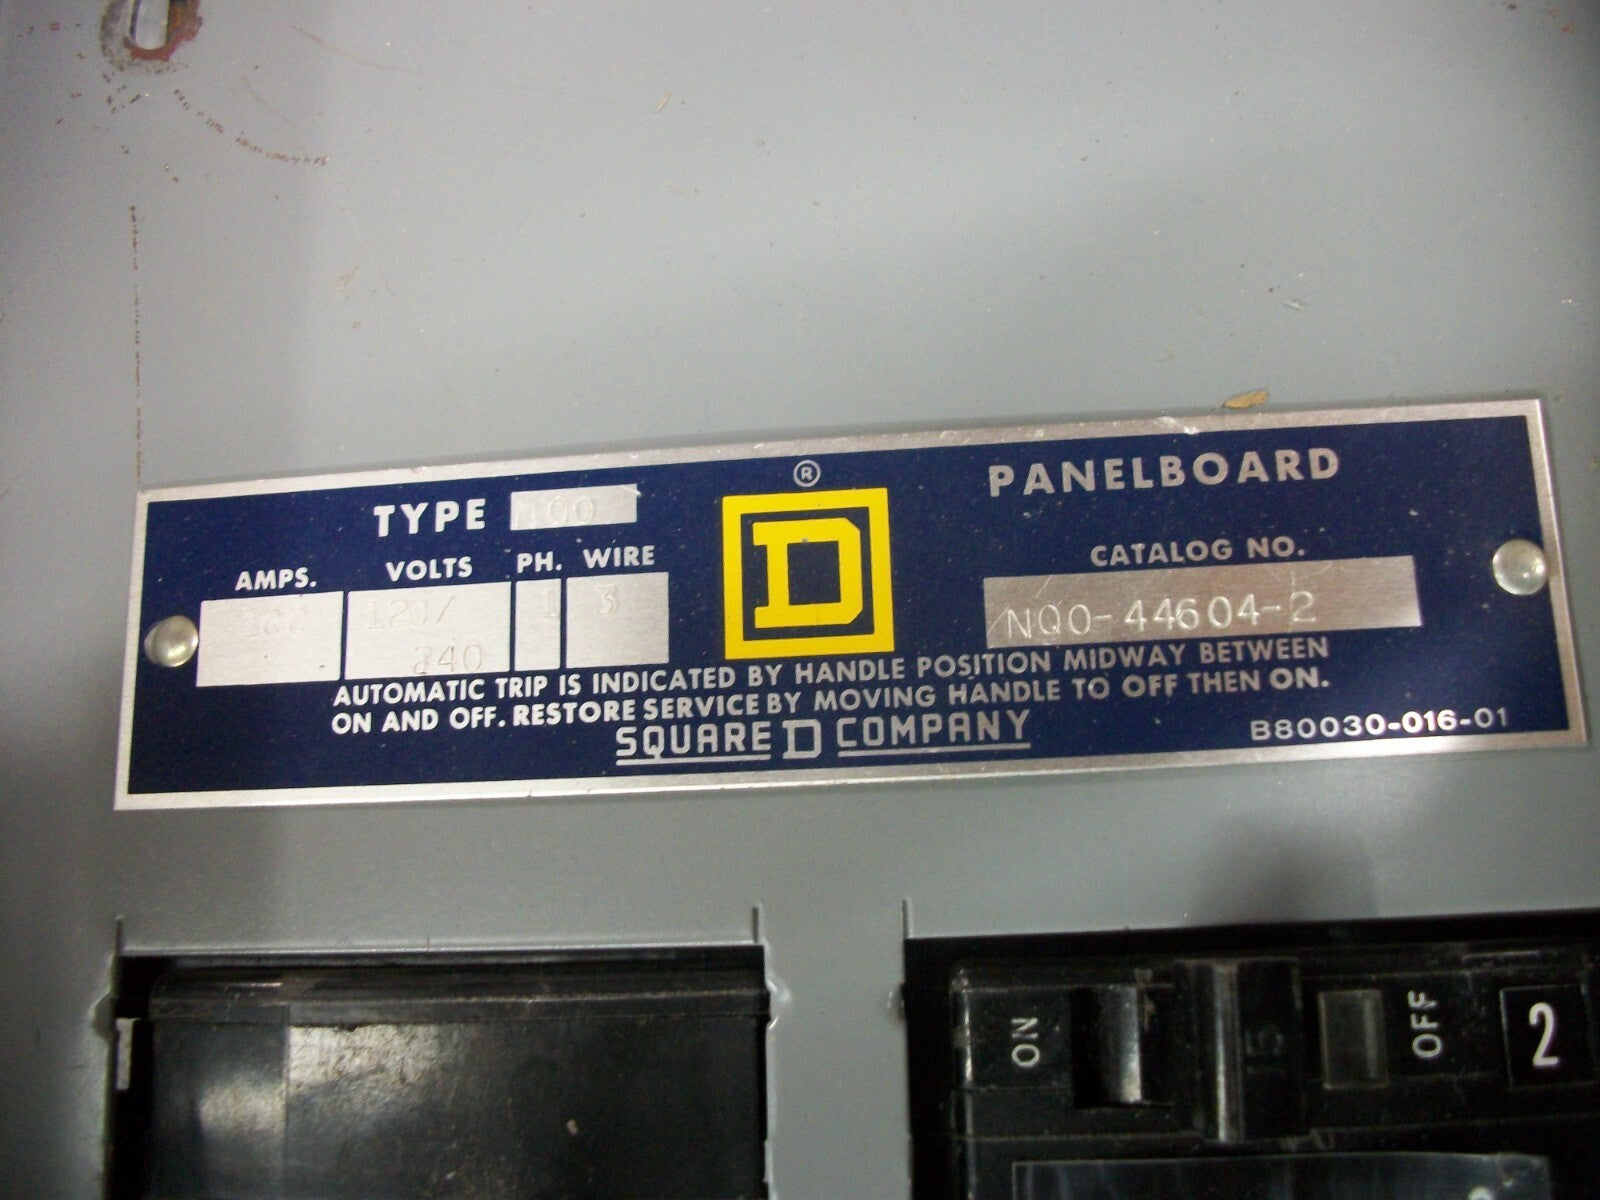 ®
PANELBOARD
TYPE NQO
D
AMPS. VOLTS PH. WIRE
CATALOG NO.
100 120/ 1 3
240
NQO-44604-2
AUTOMATIC TRIP IS INDICATED BY HANDLE POSITION MIDWAY BETWEEN
ON AND OFF. RESTORE SERVICE BY MOVING HANDLE TO OFF THEN ON.
SQUARE D COMPANY
B80030-016-01
ON
OFF
2